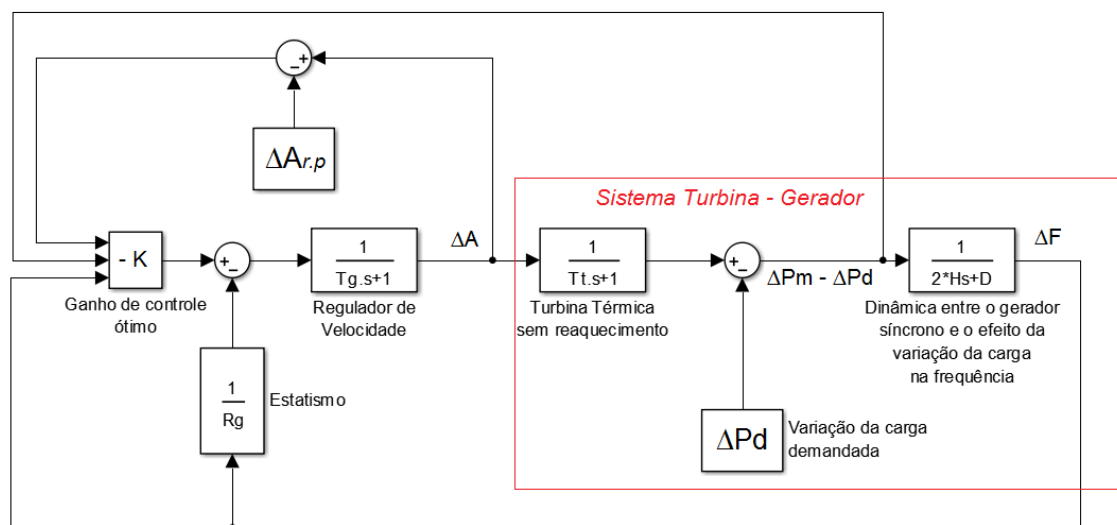 +
−
ΔAr.p
Sistema Turbina - Gerador
- K
Ganho de controle
ótimo
+
−
1
Tg.s+1
Regulador de
Velocidade
ΔA
1
Tt.s+1
Turbina Térmica
sem reaquecimento
+
−
ΔPm - ΔPd
1
2*Hs+D
ΔF
Dinâmica entre o gerador
síncrono e o efeito da
variação da carga
na frequência
1
Rg
Estatismo
ΔPd
Variação da carga
demandada